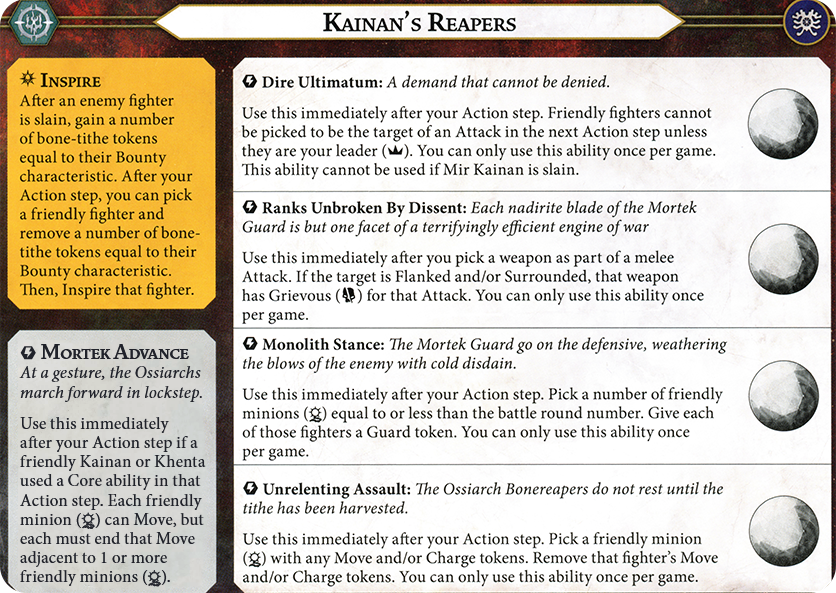 KAINAN'S REAPERS
INSPIRE
After an enemy fighter
is slain, gain a number
of bone-tithe tokens
equal to their Bounty
characteristic. After your
Action step, you can pick
a friendly fighter and
remove a number of bone-
tithe tokens equal to their
Bounty characteristic.
Then, Inspire that fighter.
MORTEK ADVANCE
At a gesture, the Ossiarchs
march forward in lockstep.
Use this immediately
after your Action step if a
friendly Kainan or Khenta
used a Core ability in that
Action step. Each friendly
minion () can Move, but
each must end that Move
adjacent to 1 or more
friendly minions ().
Dire Ultimatum: A demand that cannot be denied.
Use this immediately after your Action step. Friendly fighters cannot
be picked to be the target of an Attack in the next Action step unless
they are your leader (). You can only use this ability once per game.
This ability cannot be used if Mir Kainan is slain.
Ranks Unbroken By Dissent: Each nadirite blade of the Mortek
Guard is but one facet of a terrifyingly efficient engine of war
Use this immediately after you pick a weapon as part of a melee
Attack. If the target is Flanked and/or Surrounded, that weapon
has Grievous () for that Attack. You can only use this ability once
per game.
Monolith Stance: The Mortek Guard go on the defensive, weathering
the blows of the enemy with cold disdain.
Use this immediately after your Action step. Pick a number of friendly
minions () equal to or less than the battle round number. Give each
of those fighters a Guard token. You can only use this ability once
per game.
Unrelenting Assault: The Ossiarch Bonereapers do not rest until the
tithe has been harvested.
Use this immediately after your Action step. Pick a friendly minion
() with any Move and/or Charge tokens. Remove that fighter's Move
and/or Charge tokens. You can only use this ability once per game.